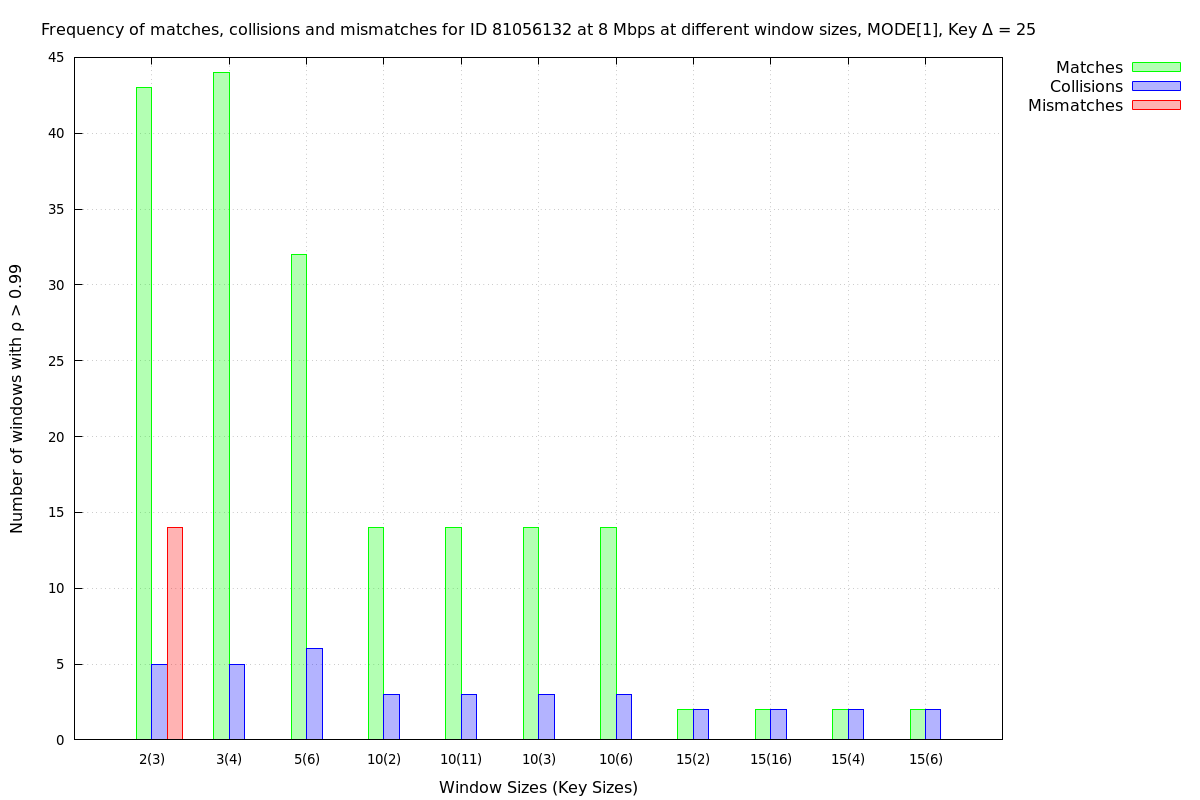 Frequency of matches, collisions and mismatches for ID 81056132 at 8 Mbps at different window sizes, MODE[1], Key Δ = 25
Matches
Collisions
Mismatches
Number of windows with ρ > 0.99
45
40
35
30
25
20
15
10
5
0
2(3) 3(4) 5(6) 10(2) 10(11) 10(3) 10(6) 15(2) 15(16) 15(4) 15(6)
Window Sizes (Key Sizes)